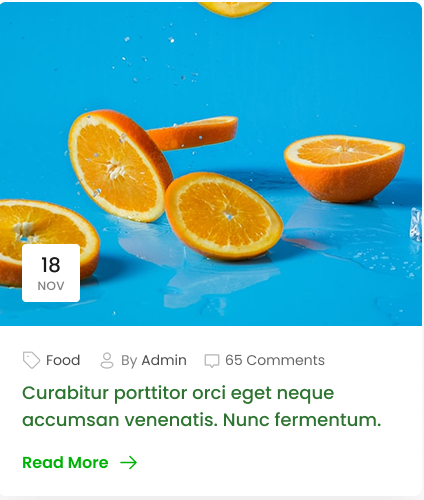 18
NOV
Food By Admin 65 Comments
Curabitur porttitor orci eget neque
accumsan venenatis. Nunc fermentum.
Read More